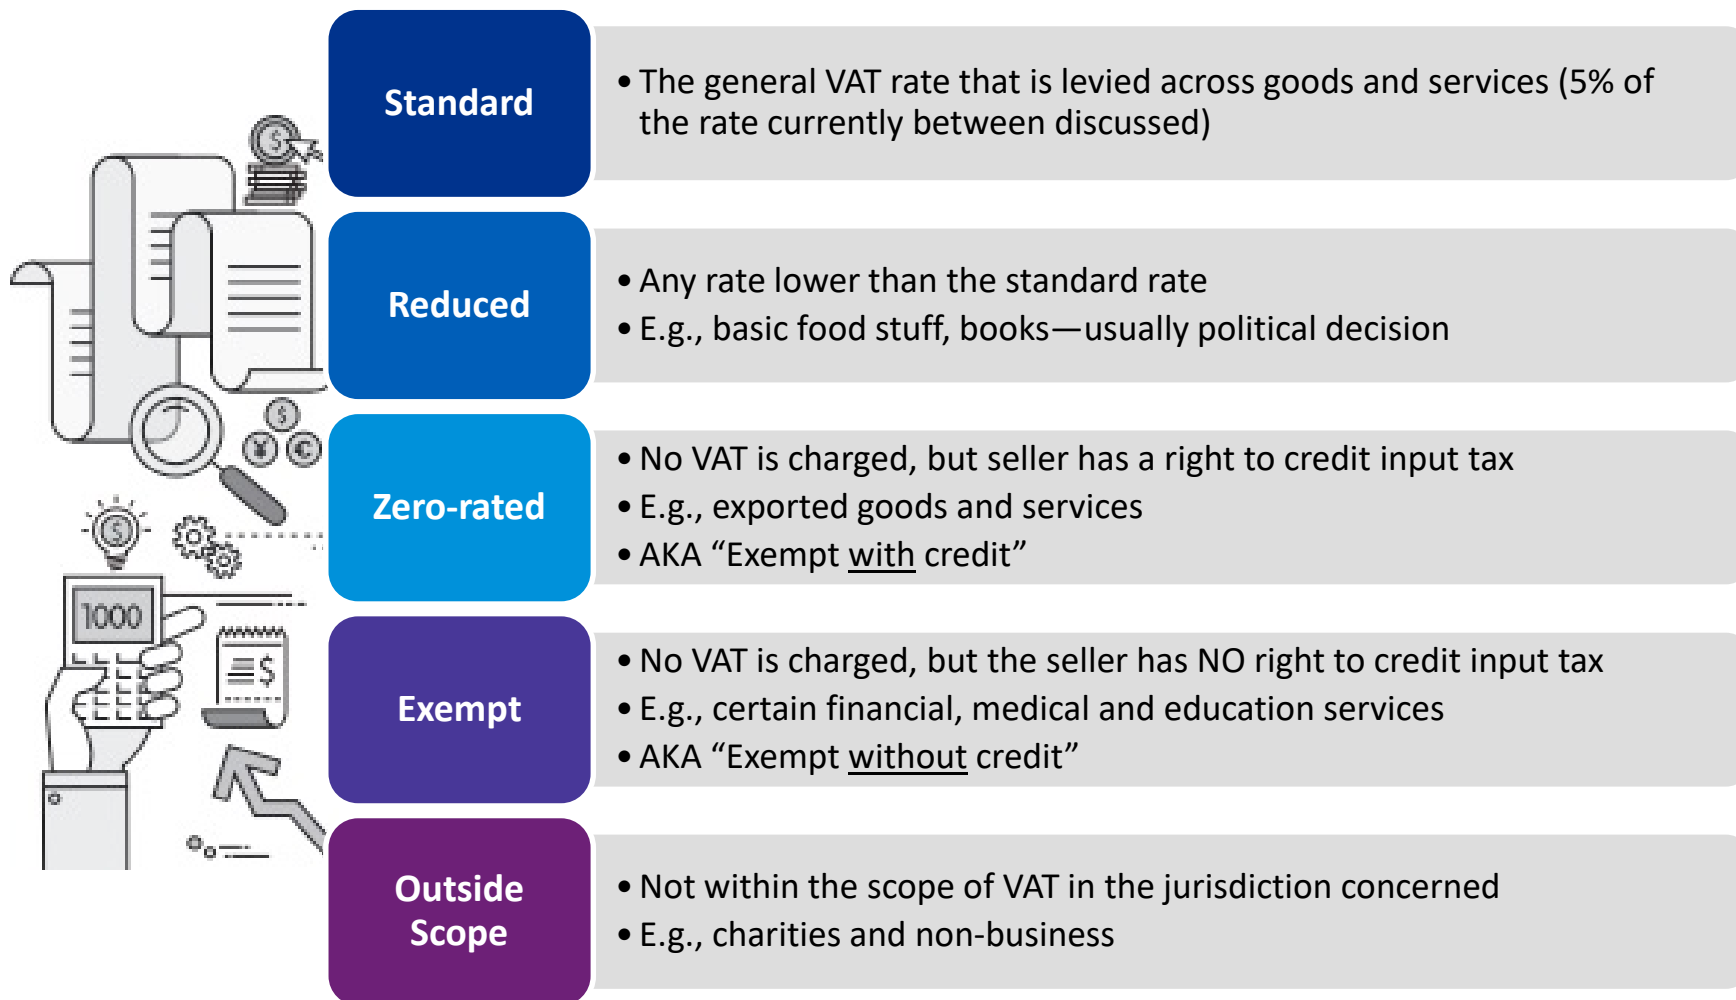 Standard
• The general VAT rate that is levied across goods and services (5% of
the rate currently between discussed)
Reduced
• Any rate lower than the standard rate
• E.g., basic food stuff, books—usually political decision
Zero-rated
• No VAT is charged, but seller has a right to credit input tax
• E.g., exported goods and services
• AKA “Exempt with credit”
Exempt
• No VAT is charged, but the seller has NO right to credit input tax
• E.g., certain financial, medical and education services
• AKA “Exempt without credit”
Outside
Scope
• Not within the scope of VAT in the jurisdiction concerned
• E.g., charities and non-business
$
$
¥ €
$
1000
$